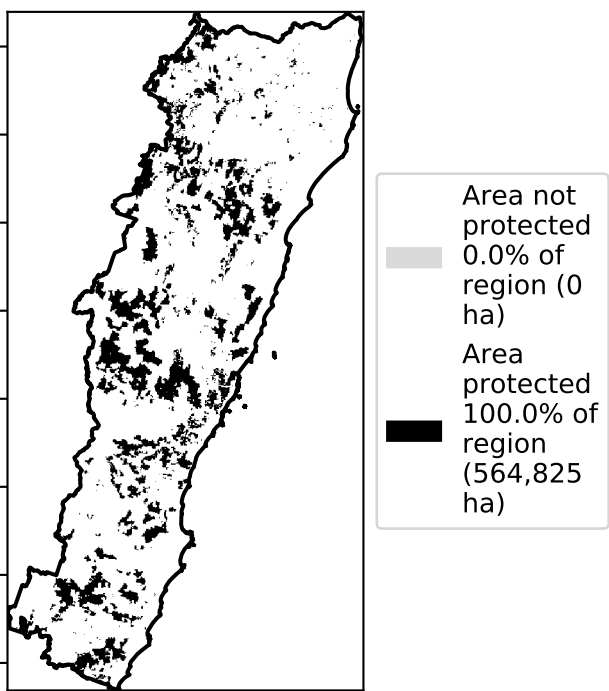 Area not
protected
0.0% of
region (0
ha)
Area
protected
100.0% of
region
(564,825
ha)